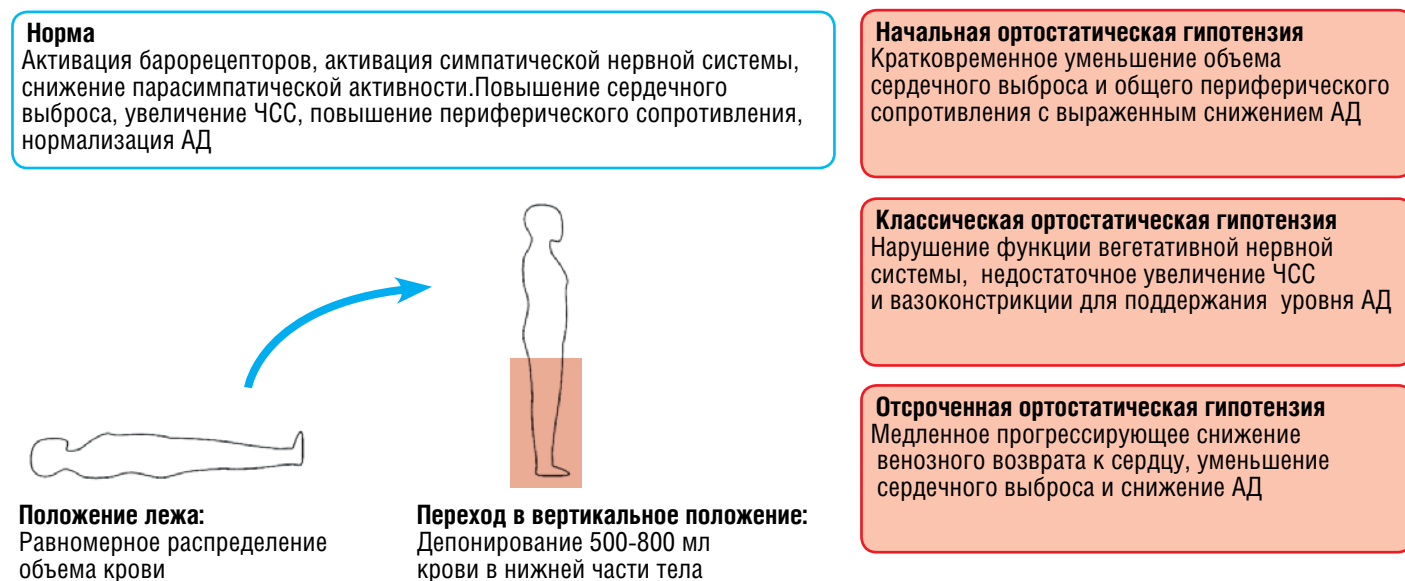 Норма
Активация барорецепторов, активация симпатической нервной системы,
снижение парасимпатической активности.Повышение сердечного
выброса, увеличение ЧСС, повышение периферического сопротивления,
нормализация АД
Начальная ортостатическая гипотензия
Кратковременное уменьшение объема
сердечного выброса и общего периферического
сопротивления с выраженным снижением АД
Классическая ортостатическая гипотензия
Нарушение функции вегетативной нервной
системы, недостаточное увеличение ЧСС
и вазоконстрикции для поддержания уровня АД
Отсроченная ортостатическая гипотензия
Медленное прогрессирующее снижение
венозного возврата к сердцу, уменьшение
сердечного выброса и снижение АД
Положение лежа:
Равномерное распределение
объема крови
Переход в вертикальное положение:
Депонирование 500-800 мл
крови в нижней части тела